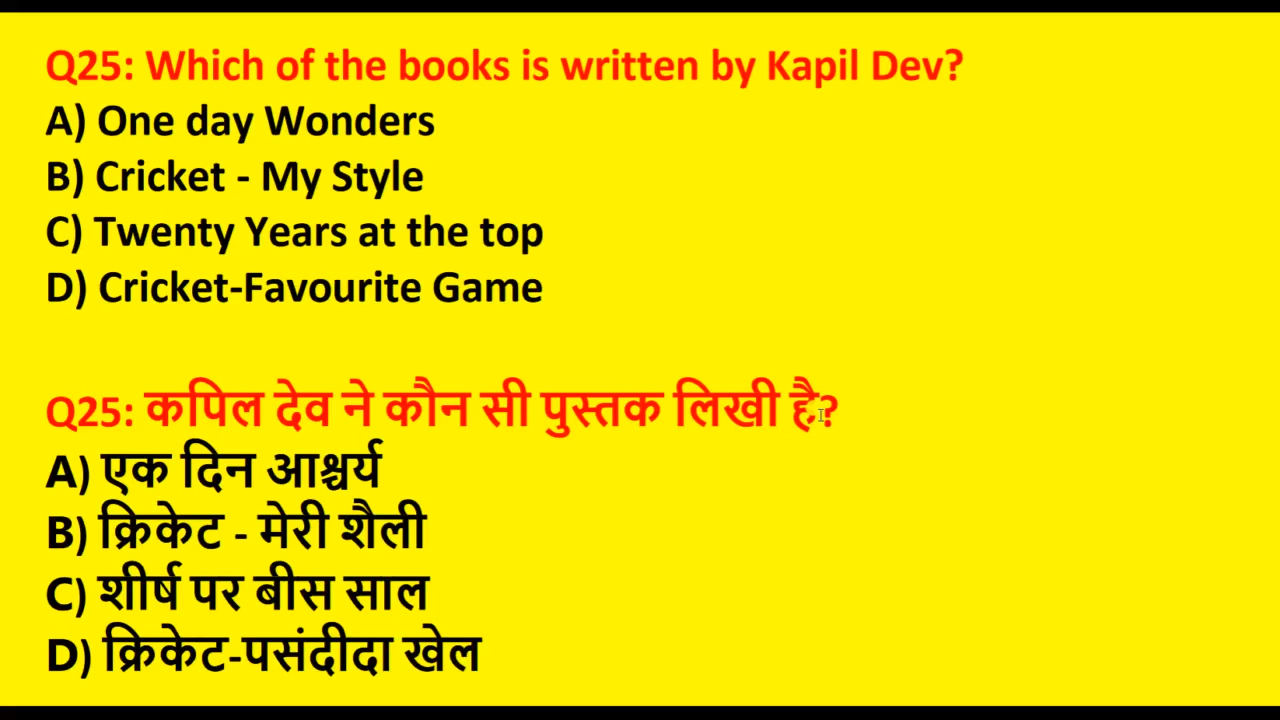 Q25: Which of the books is written by Kapil Dev?
A) One day Wonders
B) Cricket - My Style
C) Twenty Years at the top
D) Cricket-Favourite Game
Q25: कपिल देव ने कौन सी पुस्तक लिखी है?
A) एक दिन आश्चर्य
B) क्रिकेट - मेरी शैली
C) शीर्ष पर बीस साल
D) क्रिकेट-पसंदीदा खेल